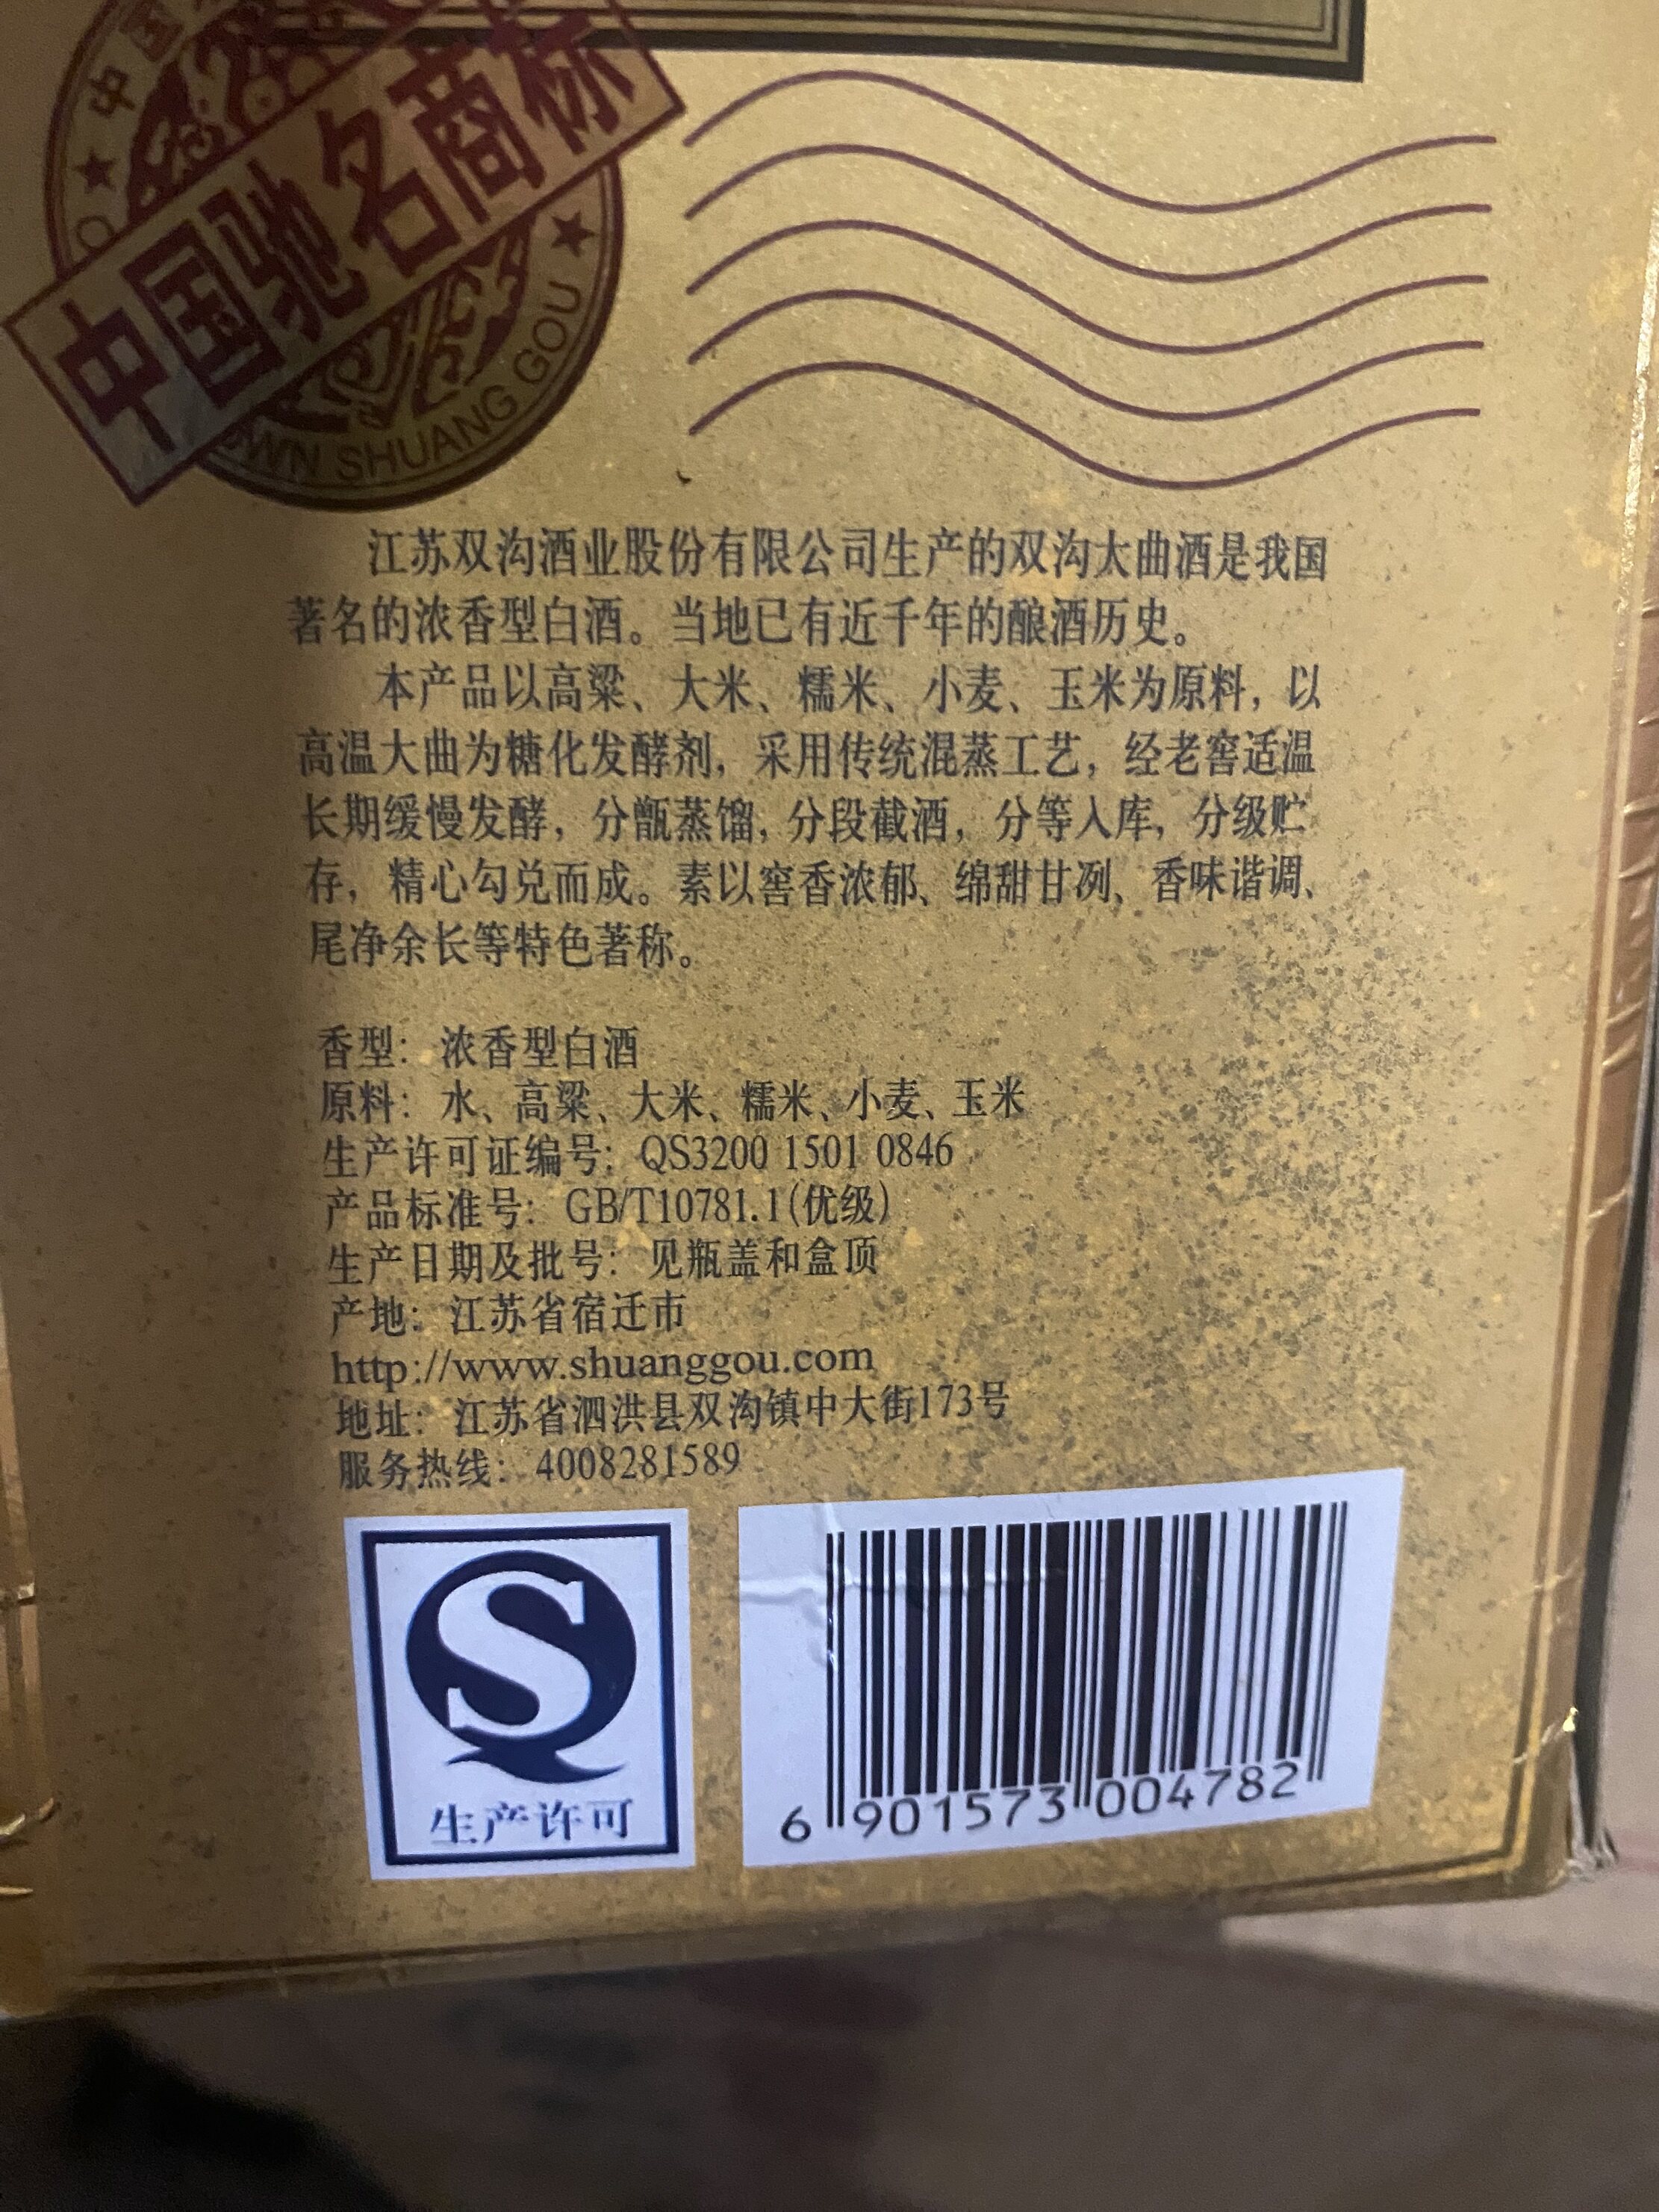 中国
中国驰名商标
OWN SHUANG GOU
江苏双沟酒业股份有限公司生产的双沟大曲酒是我国
著名的浓香型白酒。当地已有近千年的酿酒历史。
本产品以高粱、大米、糯米、小麦、玉米为原料，以
高温大曲为糖化发酵剂，采用传统混蒸工艺，经老窖适温
长期缓慢发酵，分甑蒸馏，分段截酒，分等入库，分级贮
存，精心勾兑而成。素以窖香浓郁、绵甜甘冽、香味谐调、
尾净余长等特色著称。
香型：浓香型白酒
原料：水、高粱、大米、糯米、小麦、玉米
生产许可证编号：QS3200 1501 0846
产品标准号：GB/T10781.1(优级)
生产日期及批号：见瓶盖和盒顶
产地：江苏省宿迁市
http://www.shuanggou.com
地址：江苏省泗洪县双沟镇中大街173号
服务热线：4008281589
生产许可
6 901573 004782